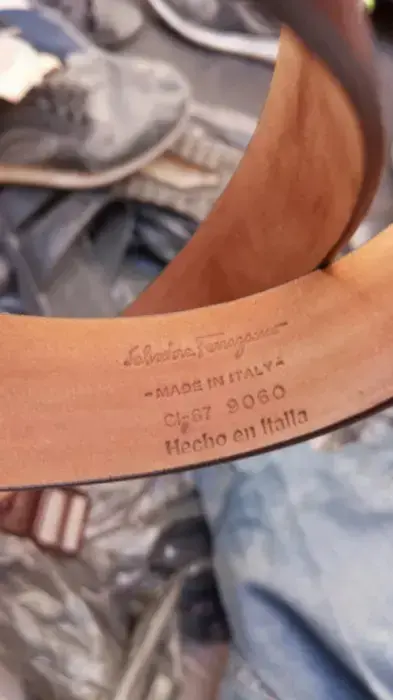 Salvatore Ferragamo
-MADE IN ITALY-
9060
Hecho en Italia